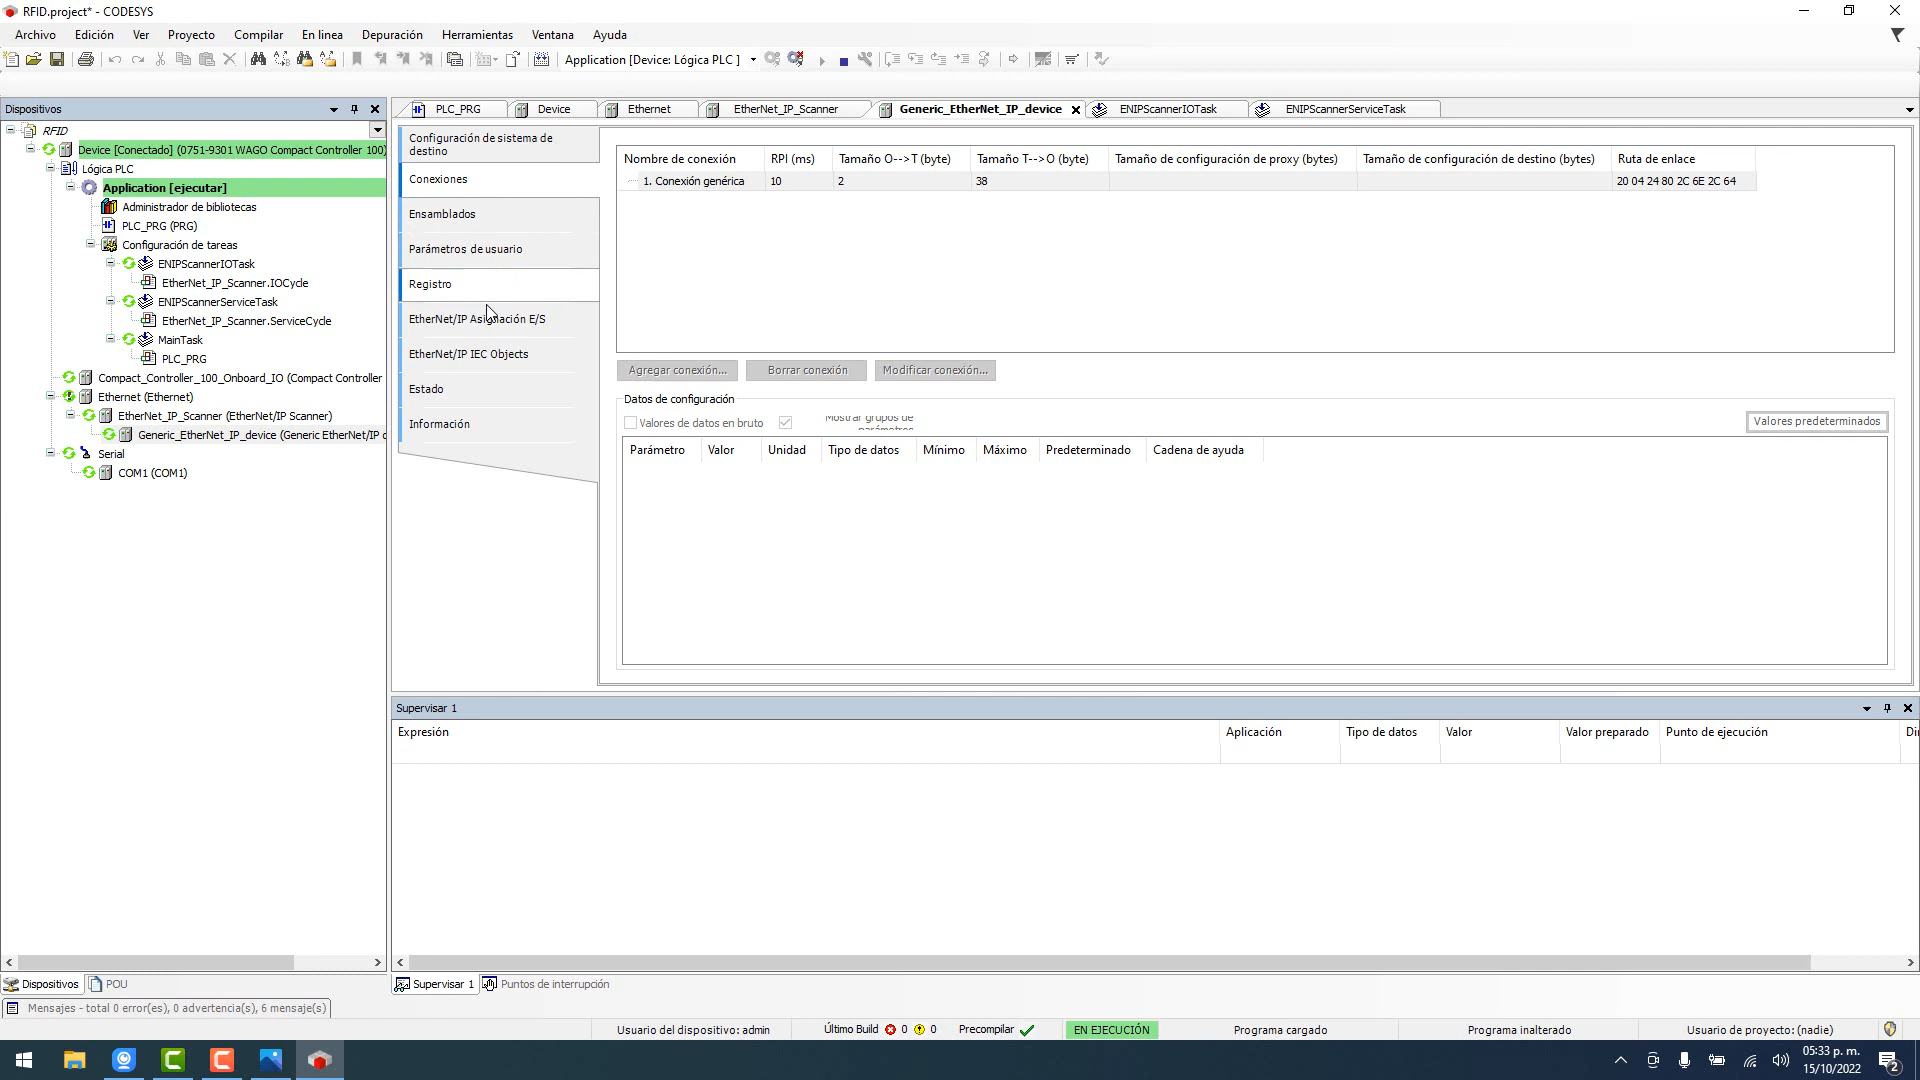 RFID.project* - CODESYS
Archivo Edición Ver Proyecto Compilar En linea Depuración Herramientas Ventana Ayuda
Application [Device: Lógica PLC ]
Dispositivos
RFID
Device [Conectado] (0751-9301 WAGO Compact Controller 100)
Lógica PLC
Application [ejecutar]
Administrador de bibliotecas
PLC_PRG (PRG)
Configuración de tareas
ENIPScannerIOTask
EtherNet_IP_Scanner.IOCycle
ENIPScannerServiceTask
EtherNet_IP_Scanner.ServiceCycle
MainTask
PLC_PRG
Compact_Controller_100_Onboard_IO (Compact Controller
Ethernet (Ethernet)
EtherNet_IP_Scanner (EtherNet/IP Scanner)
Generic_EtherNet_IP_device (Generic EtherNet/IP
Serial
COM1 (COM1)
PLC_PRG Device Ethernet EtherNet_IP_Scanner Generic_EtherNet_IP_device ENIPScannerIOTask ENIPScannerServiceTask
Configuración de sistema de
destino
Conexiones
Ensamblados
Parámetros de usuario
Registro
EtherNet/IP Asignación E/S
EtherNet/IP IEC Objects
Estado
Información
Nombre de conexión RPI (ms) Tamaño O-->T (byte) Tamaño T-->O (byte) Tamaño de configuración de proxy (bytes) Tamaño de configuración de destino (bytes) Ruta de enlace
1. Conexión genérica 10 2 38 20 04 24 80 2C 6E 2C 64
Agregar conexión... Borrar conexión Modificar conexión...
Datos de configuración
Valores de datos en bruto Mostrar grupos de
parámetros
Valores predeterminados
Parámetro Valor Unidad Tipo de datos Mínimo Máximo Predeterminado Cadena de ayuda
Supervisar 1
Expresión Aplicación Tipo de datos Valor Valor preparado Punto de ejecución Di
Dispositivos POU
Supervisar 1 Puntos de interrupción
Mensajes - total 0 error(es), 0 advertencia(s), 6 mensaje(s)
Usuario del dispositivo: admin Último Build 0 0 Precompilar EN EJECUCIÓN Programa cargado Programa inalterado Usuario de proyecto: (nadie)
05:33 p. m.
15/10/2022
2